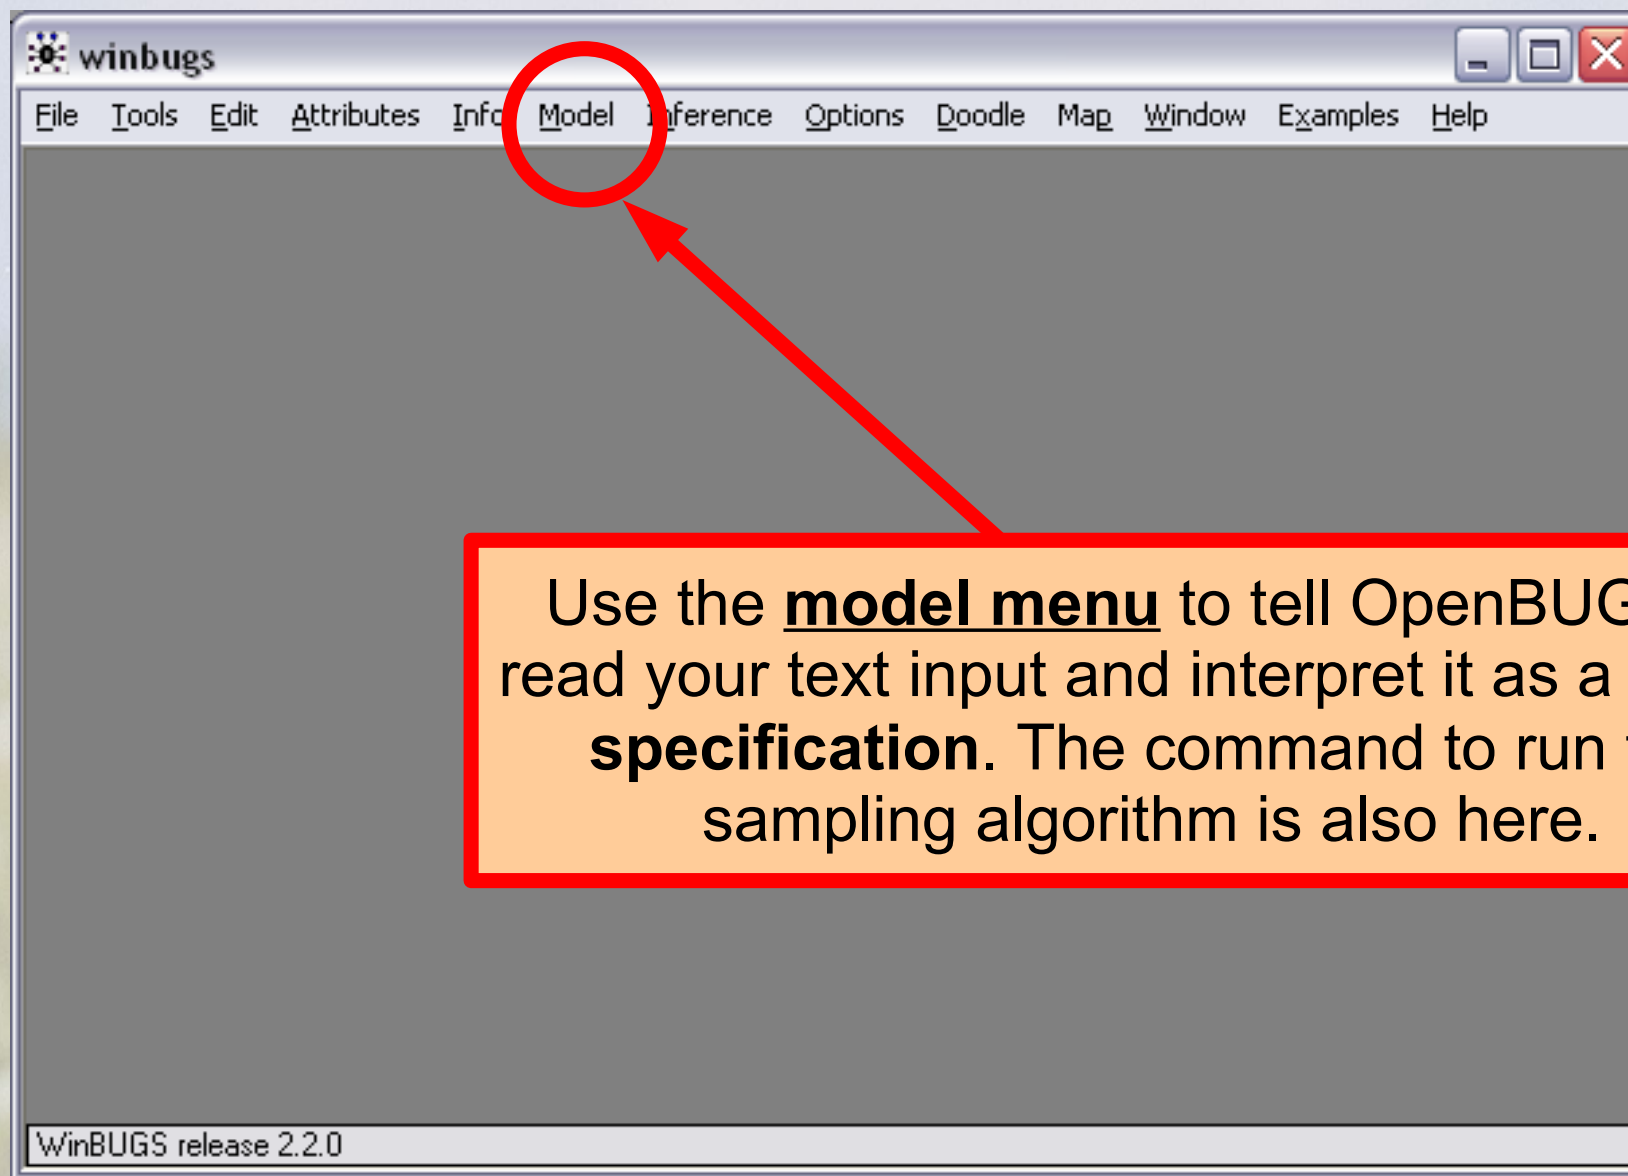 winbugs
File Tools Edit Attributes Info Model Inference Options Doodle Map Window Examples Help
Use the model menu to tell
read your text input and interpret it as a
specification. The command to run
sampling algorithm is also here.
WinBUGS release 2.2.0